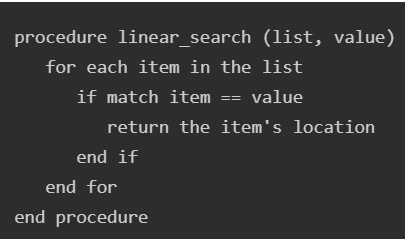 procedure linear_search (list, value)
for each item in the list
if match item == value
return the item's location
end if
end for
end procedure